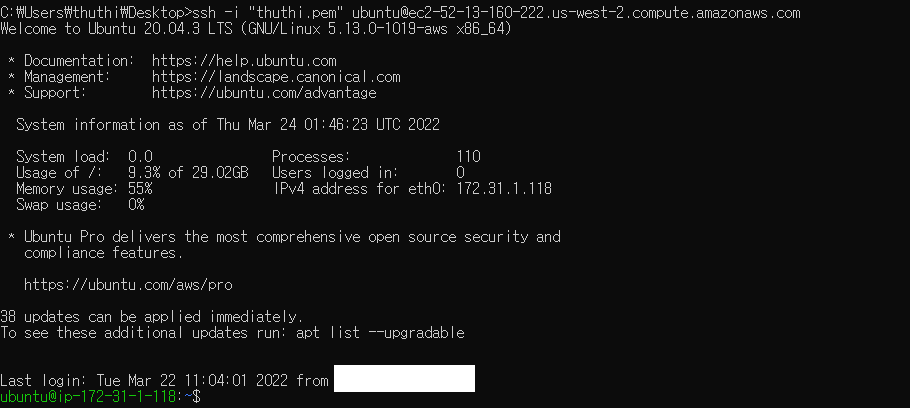 C:₩Users₩thuthi₩Desktop>ssh -i "thuthi.pem" ubuntu@ec2-52-13-160-222.us-west-2.compute.amazonaws.com
Welcome to Ubuntu 20.04.3 LTS (GNU/Linux 5.13.0-1019-aws x86_64)
* Documentation: https://help.ubuntu.com
* Management: https://landscape.canonical.com
* Support: https://ubuntu.com/advantage
System information as of Thu Mar 24 01:46:23 UTC 2022
System load: 0.0 Processes: 110
Usage of /: 9.3% of 29.02GB Users logged in: 0
Memory usage: 55% IPv4 address for eth0: 172.31.1.118
Swap usage: 0%
* Ubuntu Pro delivers the most comprehensive open source security and
compliance features.
https://ubuntu.com/aws/pro
38 updates can be applied immediately.
To see these additional updates run: apt list --upgradable
Last login: Tue Mar 22 11:04:01 2022 from
ubuntu@ip-172-31-1-118:~$